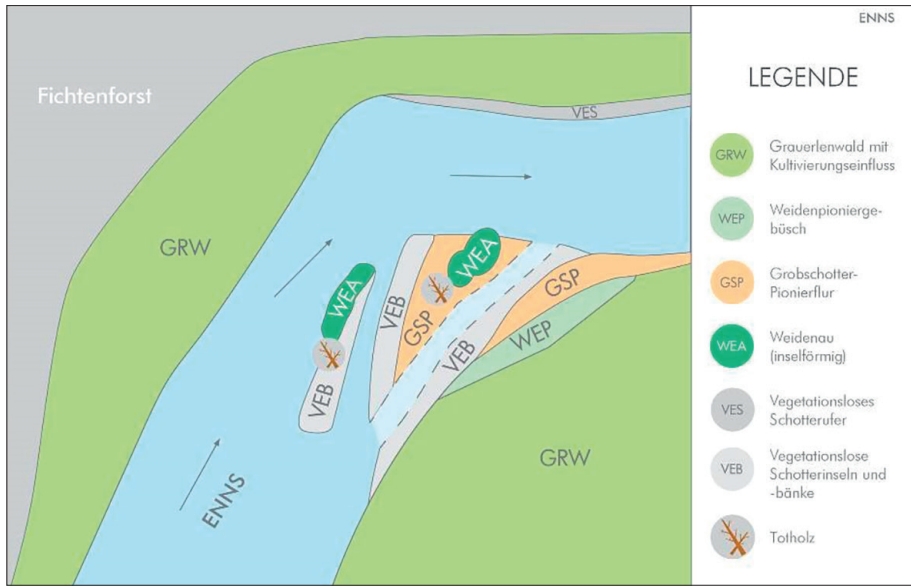 ENNS
LEGENDE
Fichtenforst
VES
GRW
WEA
VEB
VEB
GSP
WEA
VEB
GSP
WEP
GRW
ENNS
GRW
Grauerlenwald mit
Kultivierungseinfluss
WEP
Weidenpionierge-
büsch
GSP
Grobschotter-
Pionierflur
WEA
Weidenau
(inselförmig)
VES
Vegetationsloses
Schotterufer
VEB
Vegetationslose
Schotterinseln und
-bänke
Totholz